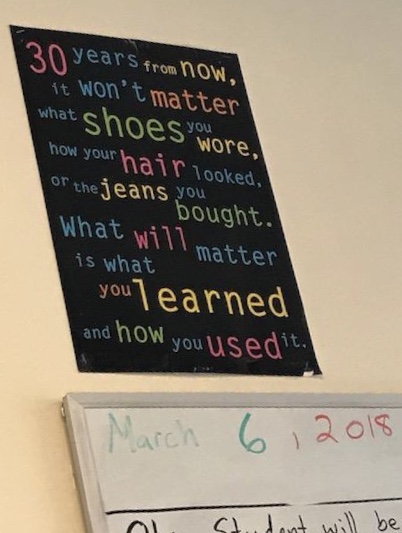 30 years from now,
it won't matter
what shoes you
wore,
how your hair looked,
or the jeans you
bought.
What will matter
is what
you learned
and how you used it.
March 6, 2018
Student will be